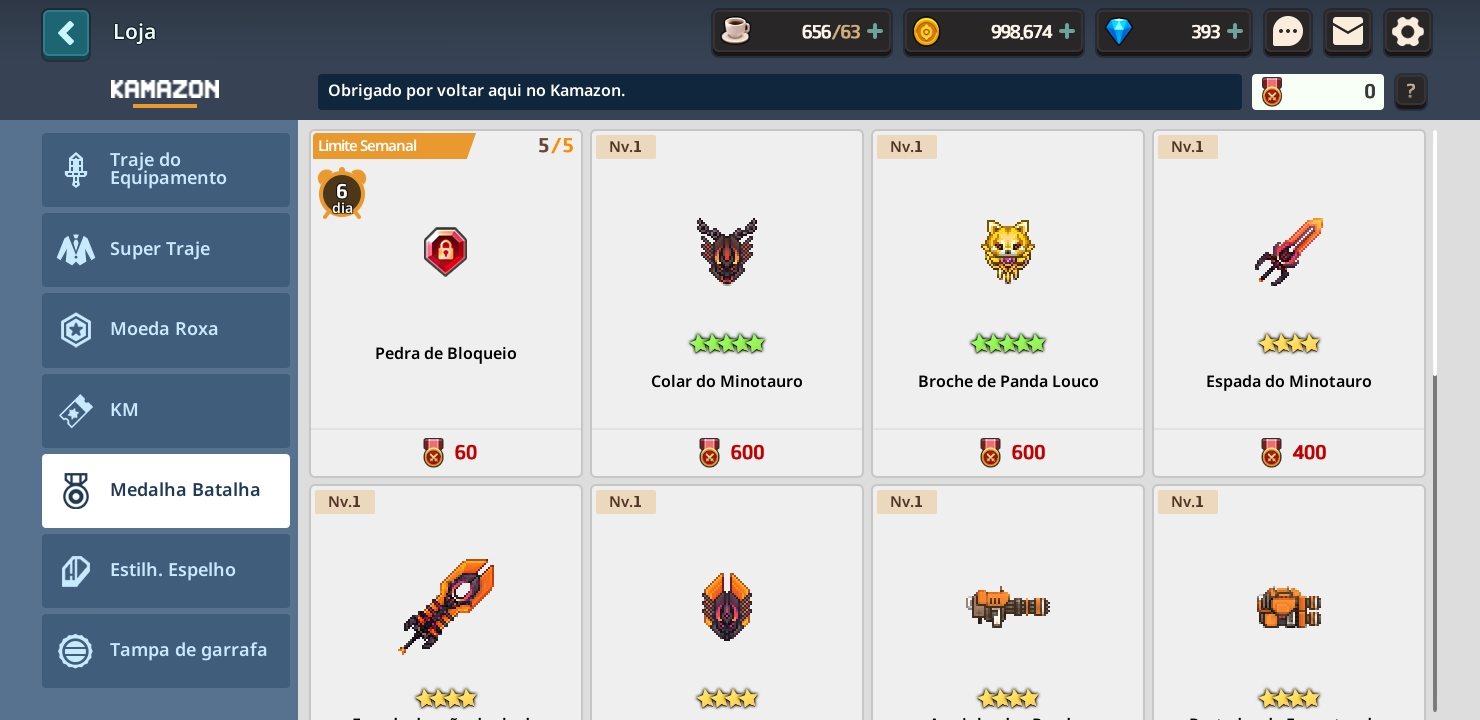 Loja
656/63
998,674
393
KAMAZON
Obrigado por voltar aqui no Kamazon.
0
?
Traje do
Equipamento
Super Traje
Moeda Roxa
KM
Medalha Batalha
Estilh. Espelho
Tampa de garrafa
Limite Semanal
5/5
6
dia
Pedra de Bloqueio
60
Nv.1
Colar do Minotauro
600
Nv.1
Broche de Panda Louco
600
Nv.1
Espada do Minotauro
400
Nv.1
Nv.1
Nv.1
Nv.1